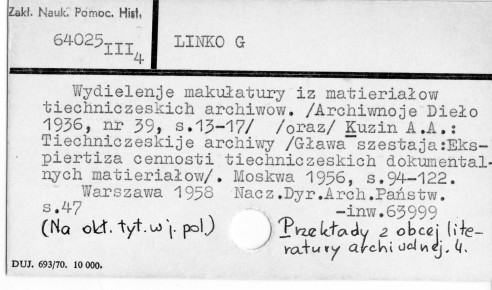 Zakł. Nauk. Pomoc. Hist.
64025 III 4
LINKO G
Wydielenje makułatury iz matieriałow
tiechniczeskich archiwow. /Archiwnoje Dieło
1936, nr 39, s.13-17/ /oraz/ Kuzin A.A.:
Tiechniczeskije archiwy /Gława szestaja:Eks-
piertiza cennosti tiechniczeskich dokumental-
nych matieriałow/. Moskwa 1956, s.94-122.
Warszawa 1958 Nacz.Dyr.Arch.Państw.
s.47 -inw.63999
(Na okł. tyt. w j. pol.)
Przekłady z obcej lite-
ratury archiwalnej. 4.
DUJ. 693/70. 10 000.